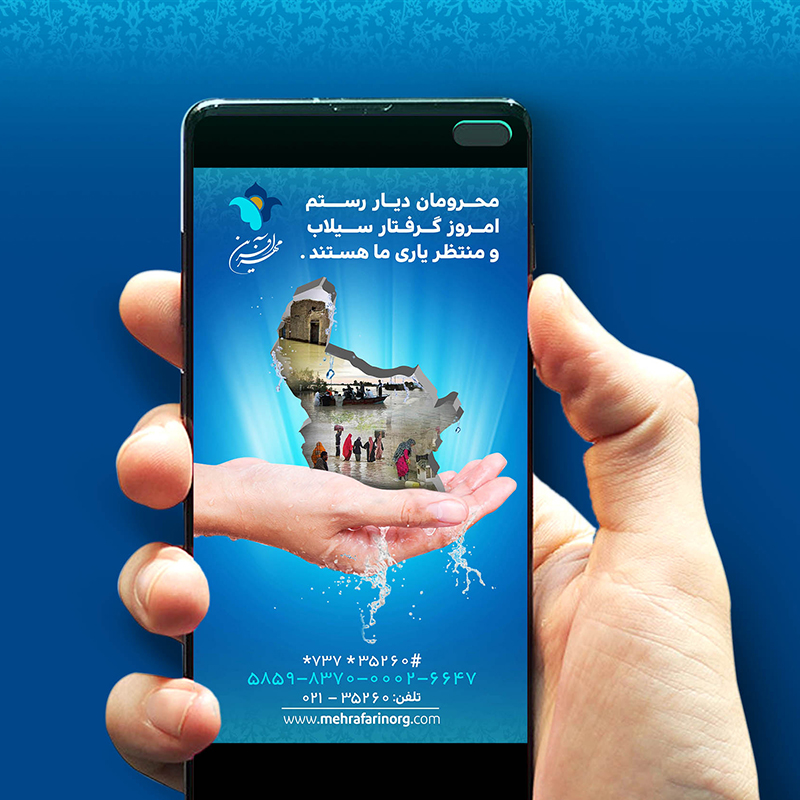 محرومان دیار رستم
امروز گرفتار سیلاب
و منتظر یاری ما هستند.
مهرآفرین
*۷۳۷*۳۵۲۶۰#
۵۸۵۹-۸۳۷۰-۰۰۰۲-۶۶۴۷
تلفن: ۳۵۲۶۰ - ۰۲۱
www.mehrafarinorg.com